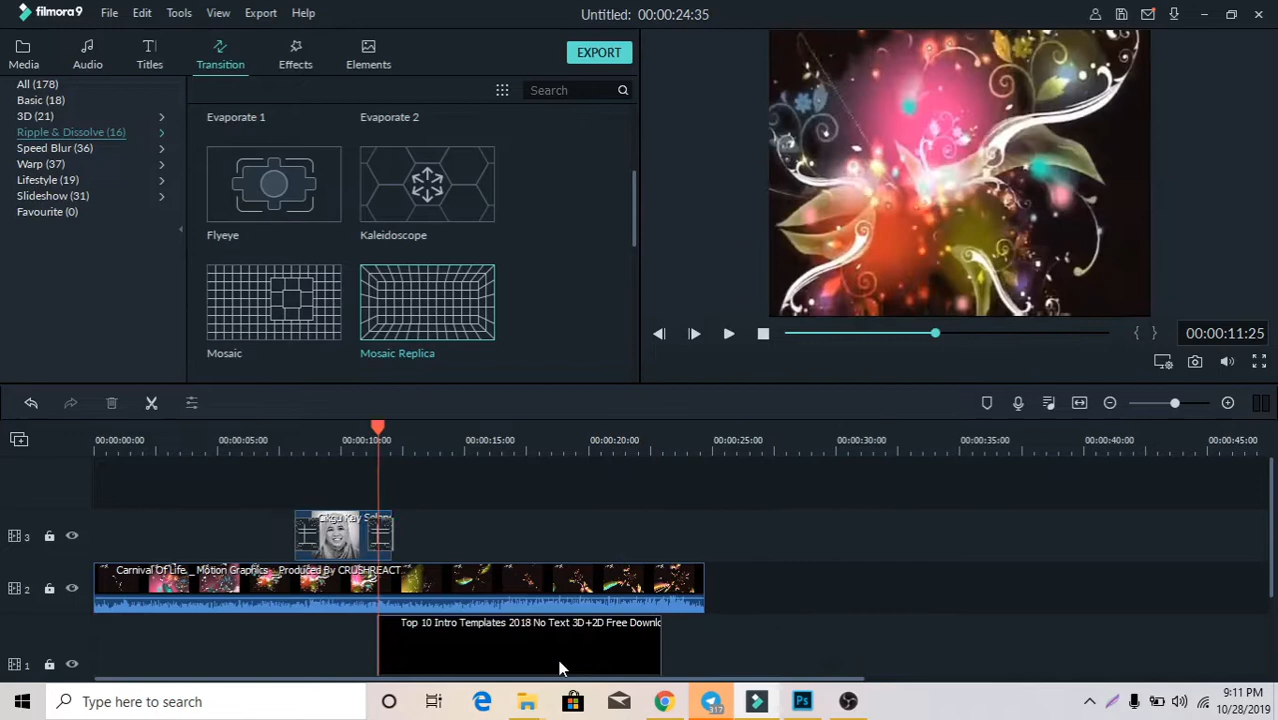 filmora9 File Edit Tools View Export Help Untitled: 00:00:24:35
Media Audio Titles Transition Effects Elements EXPORT
All (178)
Basic (18)
3D (21)
Ripple & Dissolve (16)
Speed Blur (36)
Warp (37)
Lifestyle (19)
Slideshow (31)
Favourite (0)
Search
Evaporate 1 Evaporate 2
Flyeye Kaleidoscope
Mosaic Mosaic Replica
00:00:11:25
00:00:00:00 00:00:05:00 00:00:10:00 00:00:15:00 00:00:20:00 00:00:25:00 00:00:30:00 00:00:35:00 00:00:40:00 00:00:45:00
3
Cikgu Kay
Carnival Of Life _ Motion Graphics - Produced By CRUSHREACT
2
Top 10 Intro Templates 2018 No Text 3D+2D Free Downlo
1
Type here to search
317
Ps
9:31 PM
10/28/2019